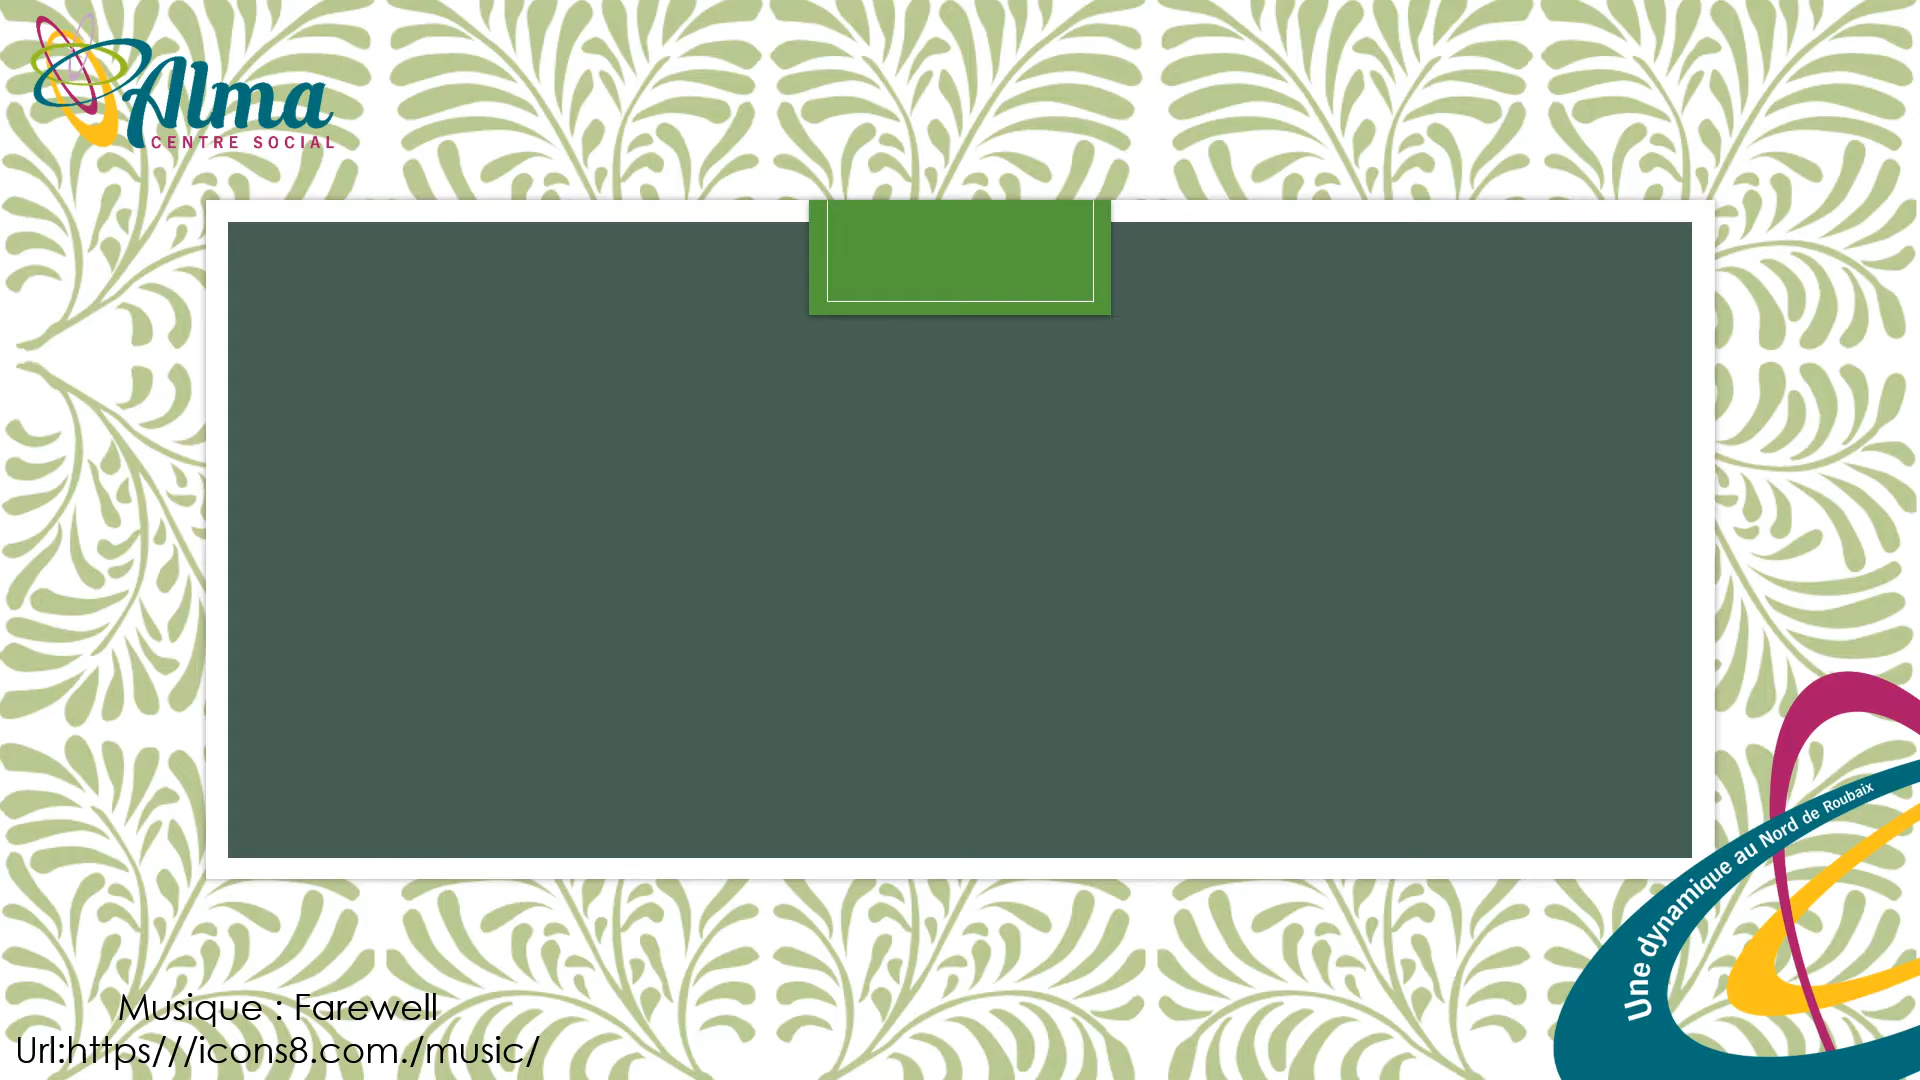 Alma
CENTRE SOCIAL
Une dynamique au Nord de Roubaix
Musique : Farewell
Url:https///icons8.com./music/